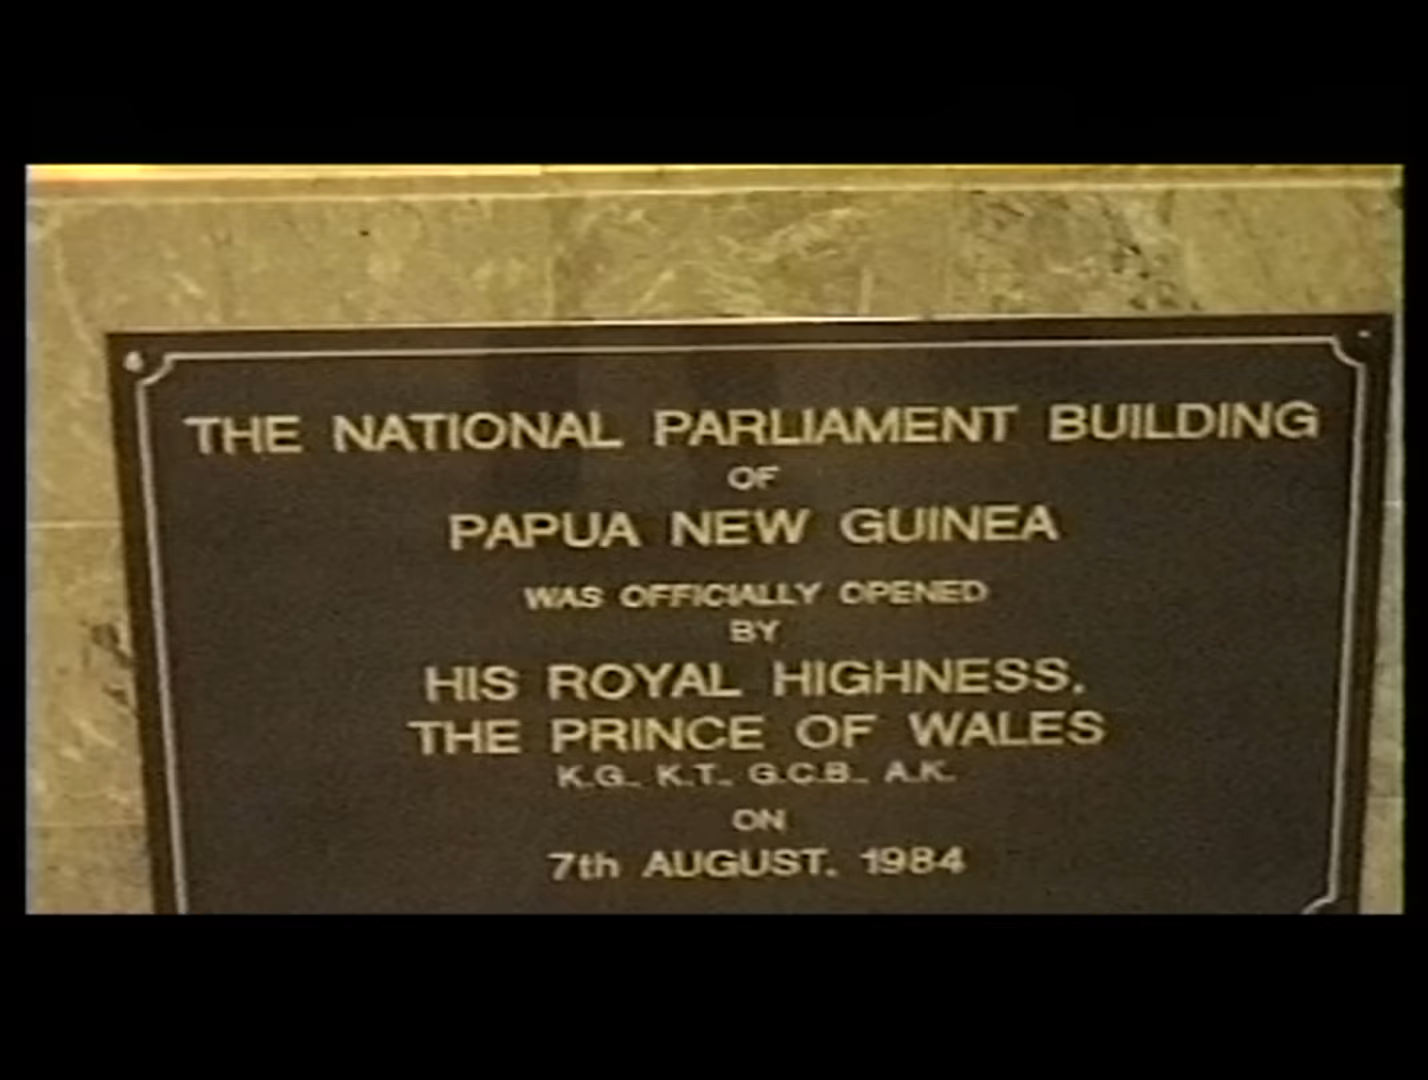 THE NATIONAL PARLIAMENT BUILDING
OF
PAPUA NEW GUINEA
WAS OFFICIALLY OPENED
BY
HIS ROYAL HIGHNESS,
THE PRINCE OF WALES
K.G., K.T., G.C.B., A.K.
ON
7th AUGUST, 1984